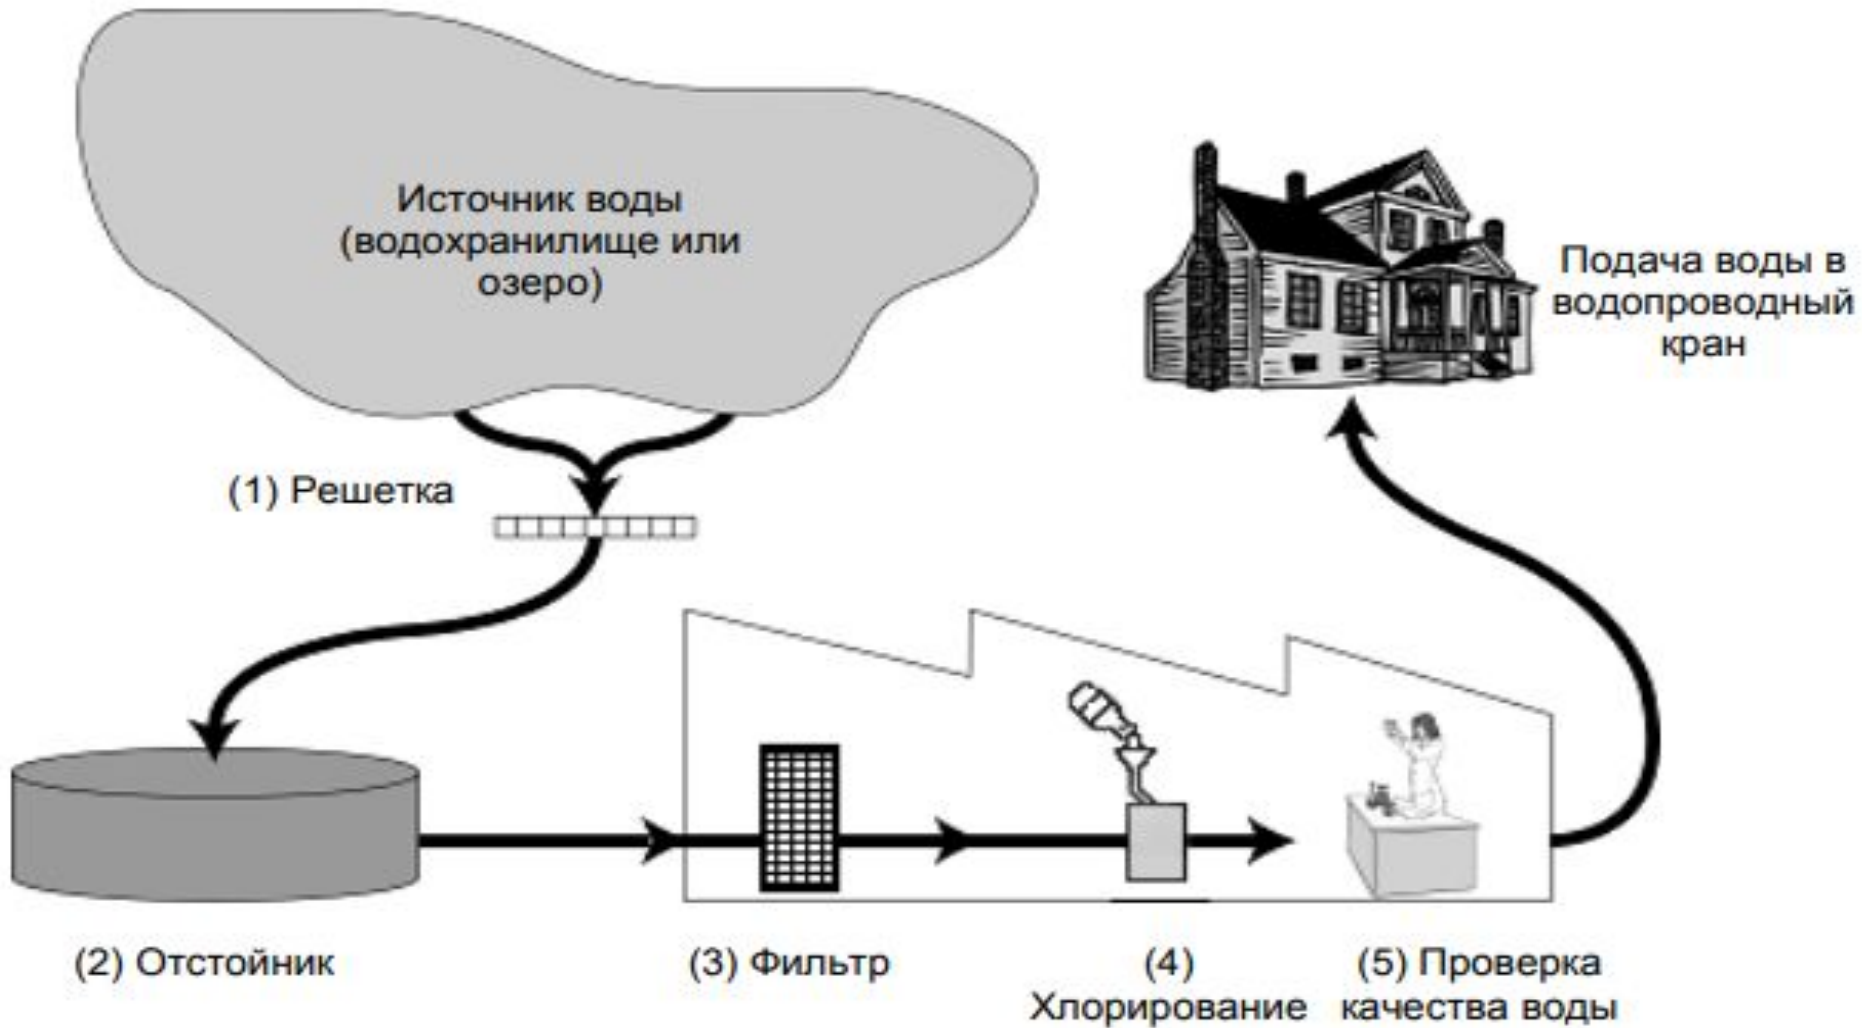 Источник воды
(водохранилище или
озеро)
Подача воды в
водопроводный
кран
(1) Решетка
(2) Отстойник
(3) Фильтр
(4)
Хлорирование
(5) Проверка
качества воды